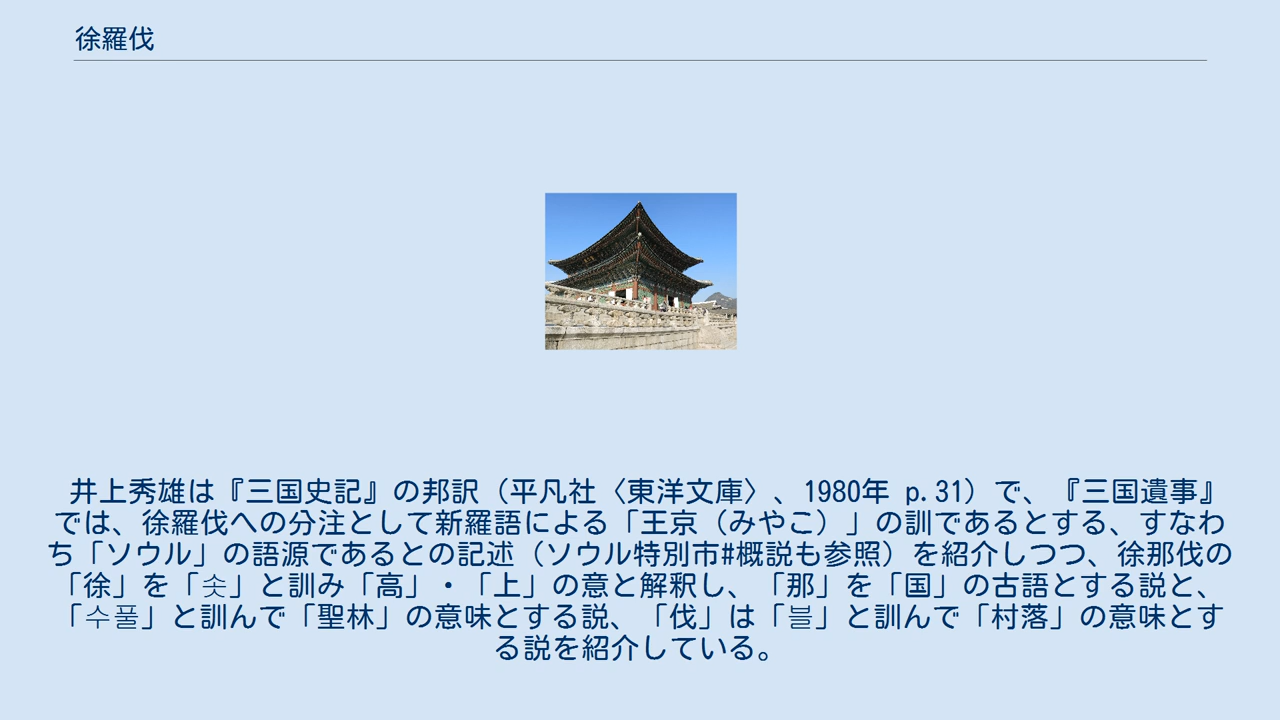 徐羅伐
井上秀雄は『三国史記』の邦訳（平凡社〈東洋文庫〉、1980年 p.31）で、『三国遺事』
では、徐羅伐への分注として新羅語による「王京（みやこ）」の訓であるとする、すなわ
ち「ソウル」の語源であるとの記述（ソウル特別市#概説も参照）を紹介しつつ、徐那伐の
「徐」を「솟」と訓み「高」・「上」の意と解釈し、「那」を「国」の古語とする説と、
「수풀」と訓んで「聖林」の意味とする説、「伐」は「블」と訓んで「村落」の意味とす
る説を紹介している。